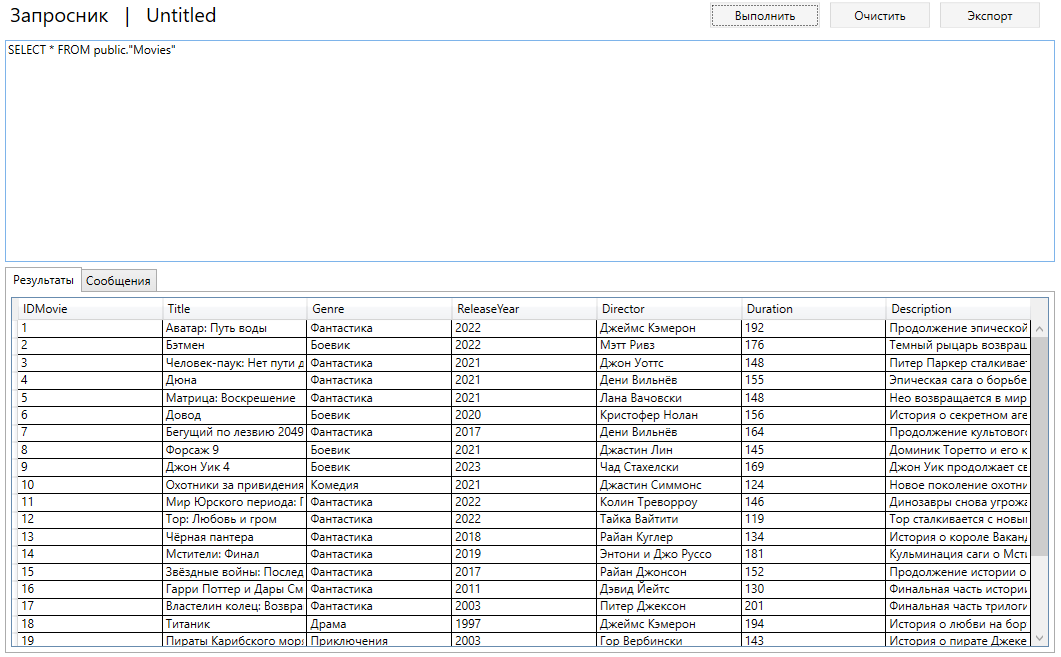 Запросник | Untitled Выполнить Очистить Экспорт
SELECT * FROM public."Movies"
Результаты Сообщения
IDMovie Title Genre ReleaseYear Director Duration Description
1 Аватар: Путь воды Фантастика 2022 Джеймс Кэмерон 192 Продолжение эпической
2 Бэтмен Боевик 2022 Мэтт Ривз 176 Темный рыцарь возвращ
3 Человек-паук: Нет пути д Фантастика 2021 Джон Уоттс 148 Питер Паркер сталкивает
4 Дюна Фантастика 2021 Дени Вильнёв 155 Эпическая сага о борьбе
5 Матрица: Воскрешение Фантастика 2021 Лана Вачовски 148 Нео возвращается в мир
6 Довод Боевик 2020 Кристофер Нолан 156 История о секретном аге
7 Бегущий по лезвию 2049 Фантастика 2017 Дени Вильнёв 164 Продолжение культового
8 Форсаж 9 Боевик 2021 Джастин Лин 145 Доминик Торетто и его к
9 Джон Уик 4 Боевик 2023 Чад Стахелски 169 Джон Уик продолжает св
10 Охотники за привидения Комедия 2021 Джастин Симмонс 124 Новое поколение охотни
11 Мир Юрского периода: Г Фантастика 2022 Колин Треворроу 146 Динозавры снова угрожа
12 Тор: Любовь и гром Фантастика 2022 Тайка Вайтити 119 Тор сталкивается с новы
13 Чёрная пантера Фантастика 2018 Райан Куглер 134 История о короле Вакан
14 Мстители: Финал Фантастика 2019 Энтони и Джо Руссо 181 Кульминация саги о Мсти
15 Звёздные войны: Послед Фантастика 2017 Райан Джонсон 152 Продолжение истории о
16 Гарри Поттер и Дары См Фантастика 2011 Дэвид Йейтс 130 Финальная часть истории
17 Властелин колец: Возвра Фантастика 2003 Питер Джексон 201 Финальная часть трилоги
18 Титаник Драма 1997 Джеймс Кэмерон 194 История о любви на бор
19 Пираты Карибского моря Приключения 2003 Гор Вербински 143 История о пирате Джеке